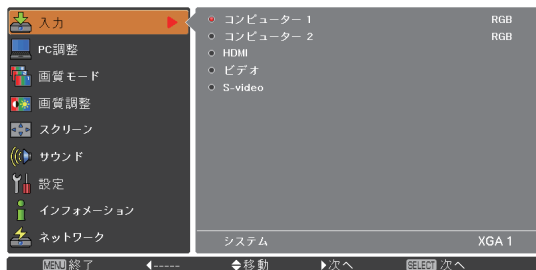 入力
PC調整
画質モード
画質調整
スクリーン
サウンド
設定
インフォメーション
ネットワーク
コンピューター 1 RGB
コンピューター 2 RGB
HDMI
ビデオ
S-video
システム XGA 1
MENU 終了 ◀----- ◆移動 ▶次へ SELECT 次へ